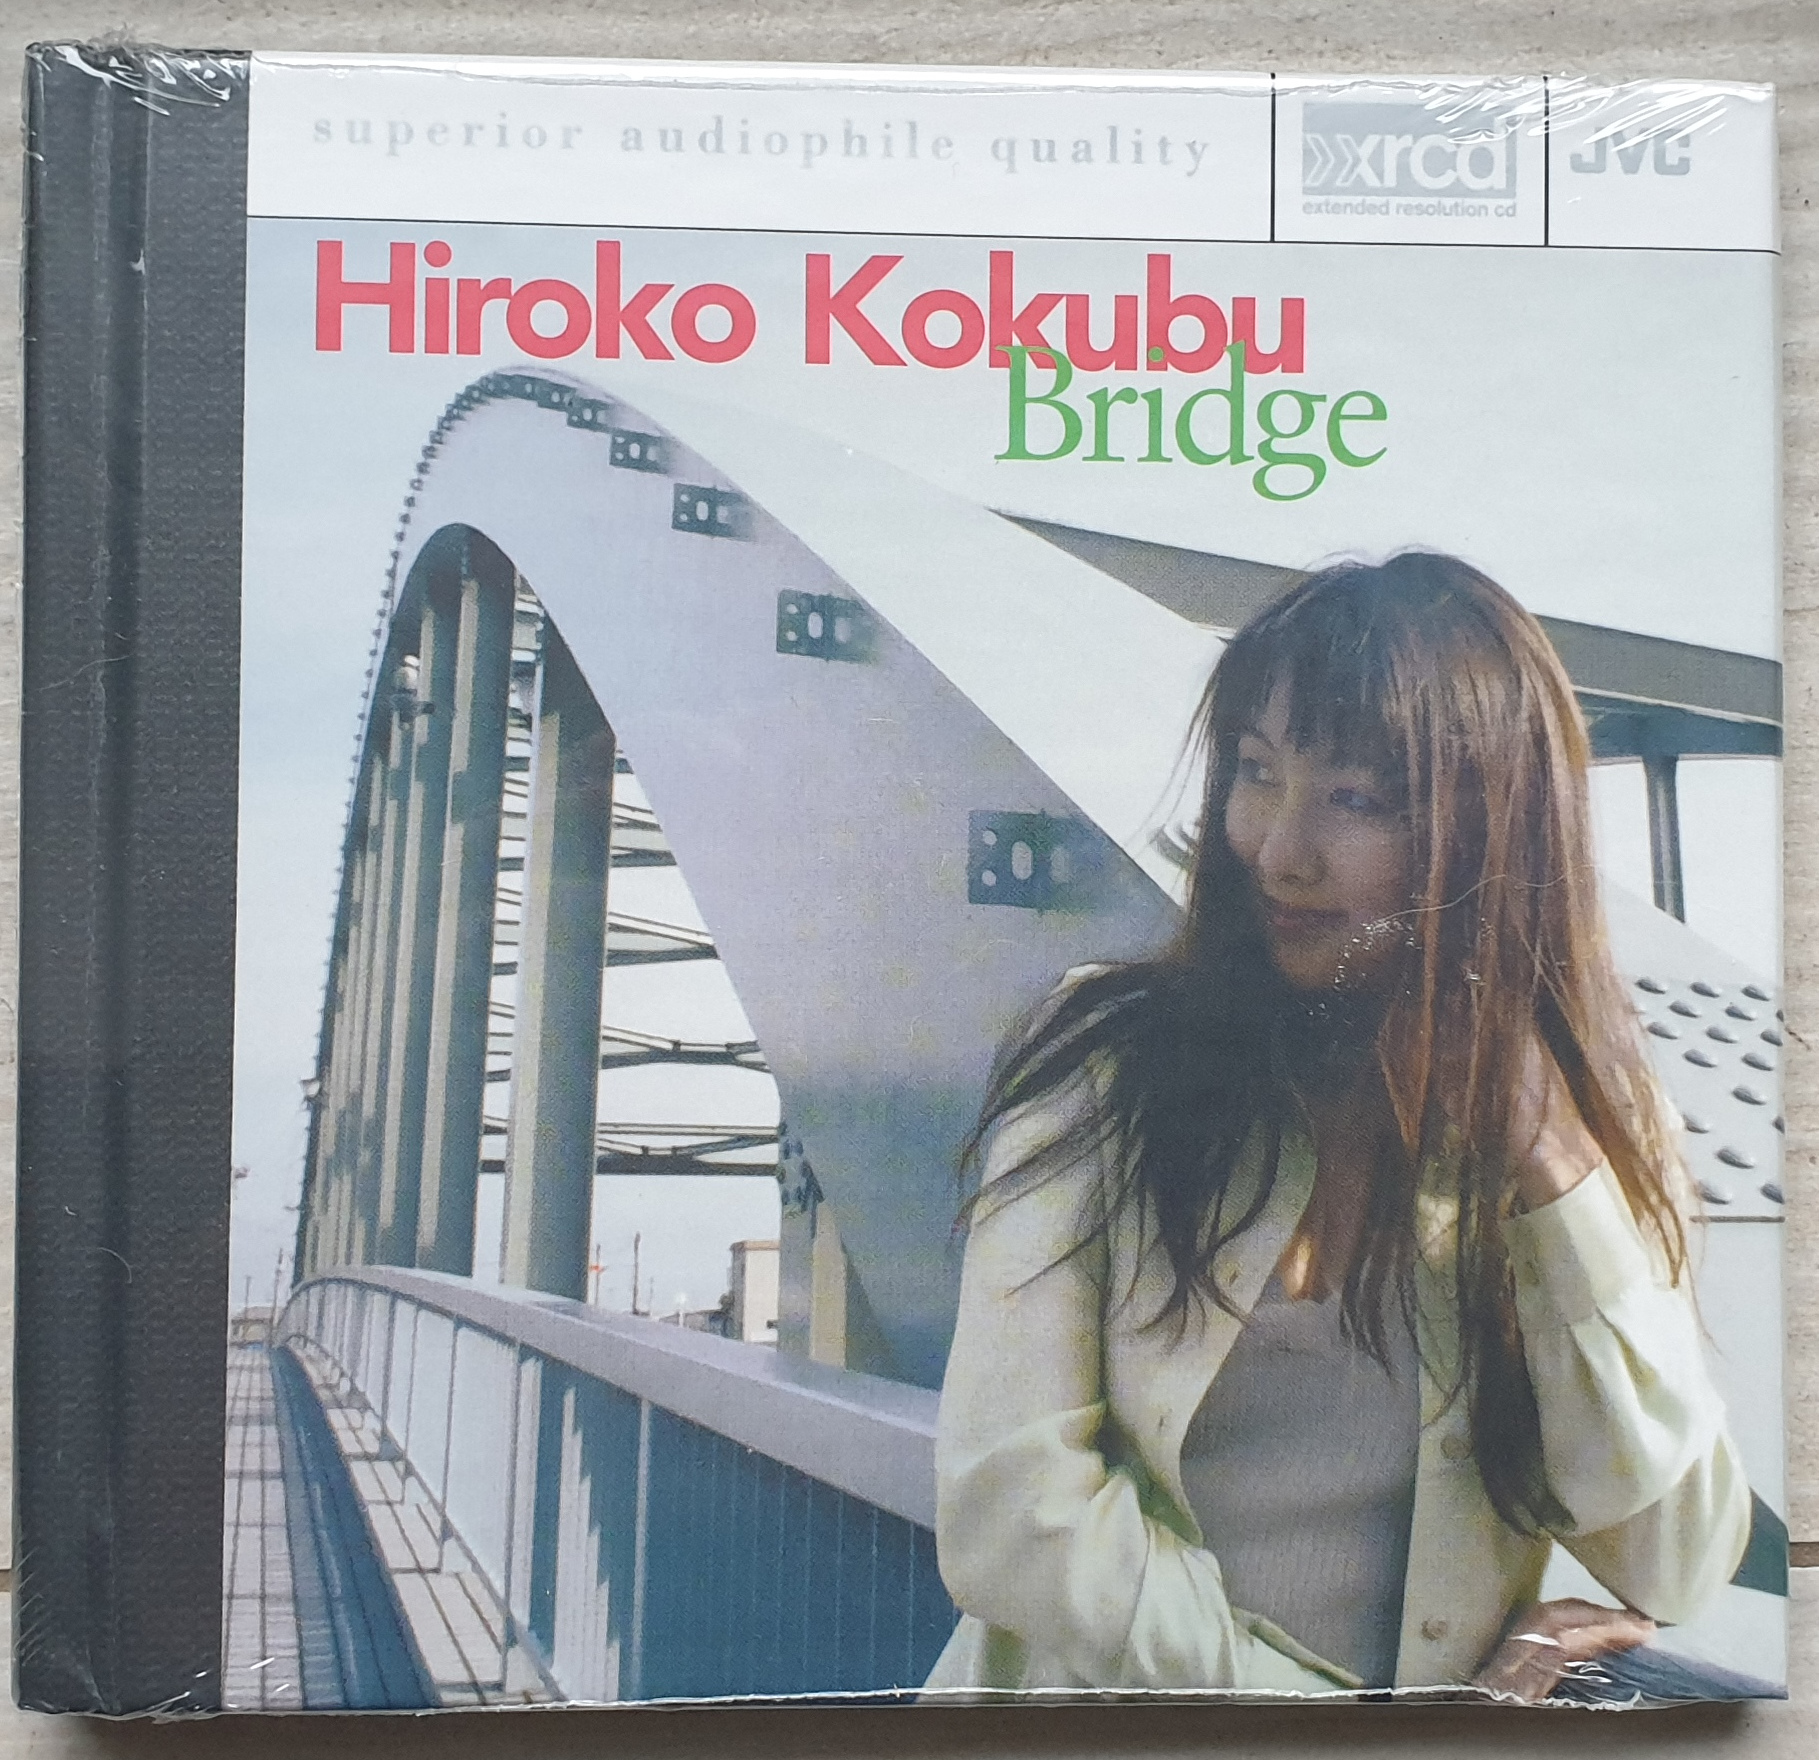 superior audiophile quality
xrcd
extended resolution cd
JVC
Hiroko Kokubu
Bridge